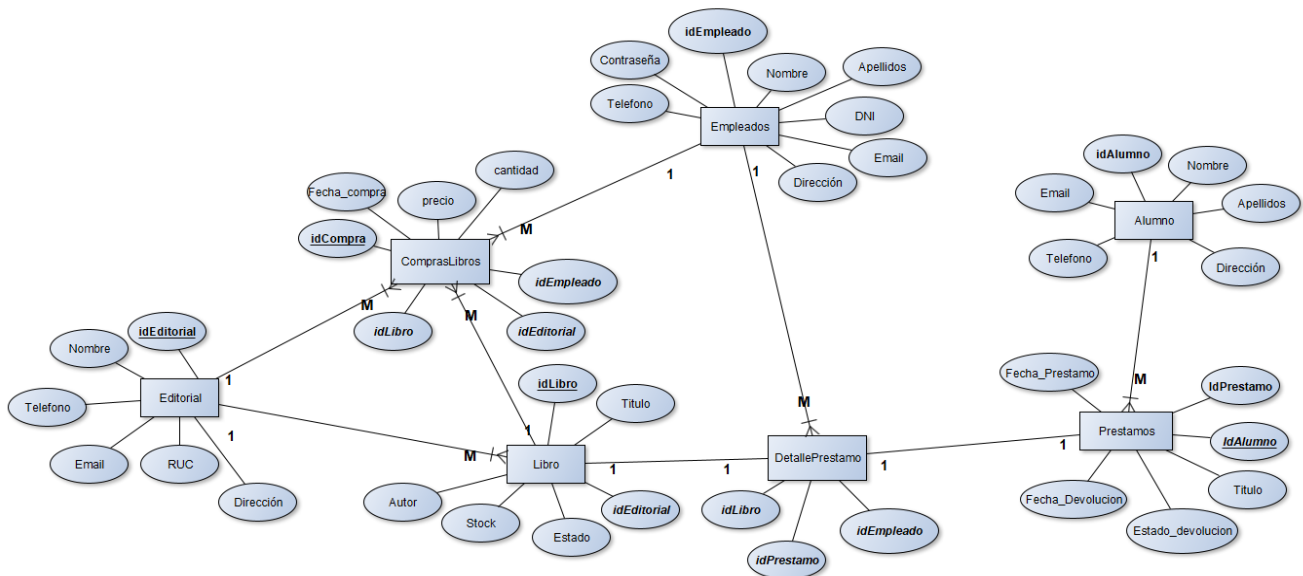 idEmpleado
Contraseña
Nombre
Apellidos
Telefono
Empleados
DNI
Email
Dirección
1
1
cantidad
Fecha_compra
precio
idCompra
ComprasLibros
M
idEmpleado
idLibro
idEditorial
M
M
idAlumno
Nombre
Email
Apellidos
Alumno
Telefono
Dirección
1
idEditorial
Nombre
Telefono
Editorial
1
1
Email
RUC
Dirección
idLibro
Titulo
1
M
Libro
1
Autor
Stock
Estado
idEditorial
M
DetallePrestamo
1
1
idLibro
idPrestamo
idEmpleado
M
Fecha_Prestamo
IdPrestamo
1
Prestamos
IdAlumno
Titulo
Fecha_Devolucion
Estado_devolucion